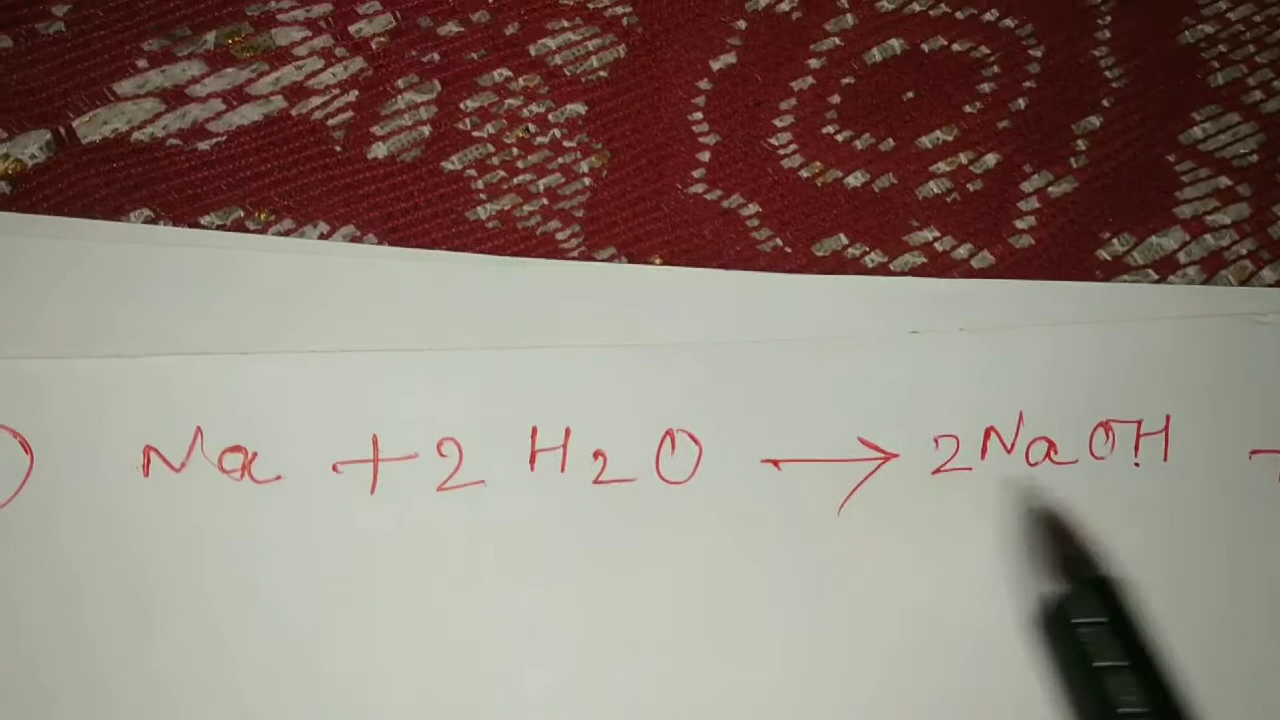 ) Na + 2 H2O → 2NaOH +